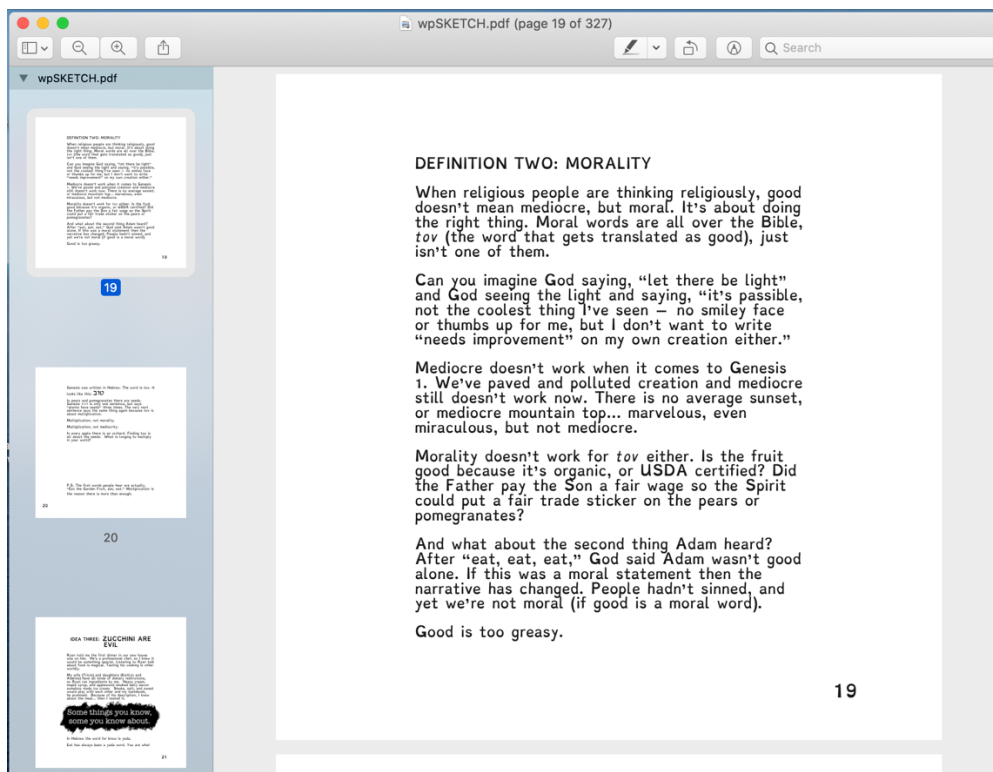 wpSKETCH.pdf (page 19 of 327)
Search
wpSKETCH.pdf
19
20
IDEA THREE: ZUCCHINI ARE
EVIL
Some things you know,
some you know about.
21
DEFINITION TWO: MORALITY
When religious people are thinking religiously, good
doesn't mean mediocre, but moral. It's about doing
the right thing. Moral words are all over the Bible,
tov (the word that gets translated as good), just
isn't one of them.
Can you imagine God saying, “let there be light”
and God seeing the light and saying, “it's passible,
not the coolest thing I've seen – no smiley face
or thumbs up for me, but I don't want to write
“needs improvement” on my own creation either.”
Mediocre doesn't work when it comes to Genesis
1. We've paved and polluted creation and mediocre
still doesn't work now. There is no average sunset,
or mediocre mountain top... marvelous, even
miraculous, but not mediocre.
Morality doesn't work for tov either. Is the fruit
good because it's organic, or USDA certified? Did
the Father pay the Son a fair wage so the Spirit
could put a fair trade sticker on the pears or
pomegranates?
And what about the second thing Adam heard?
After “eat, eat, eat,” God said Adam wasn't good
alone. If this was a moral statement then the
narrative has changed. People hadn't sinned, and
yet we're not moral (if good is a moral word).
Good is too greasy.
19